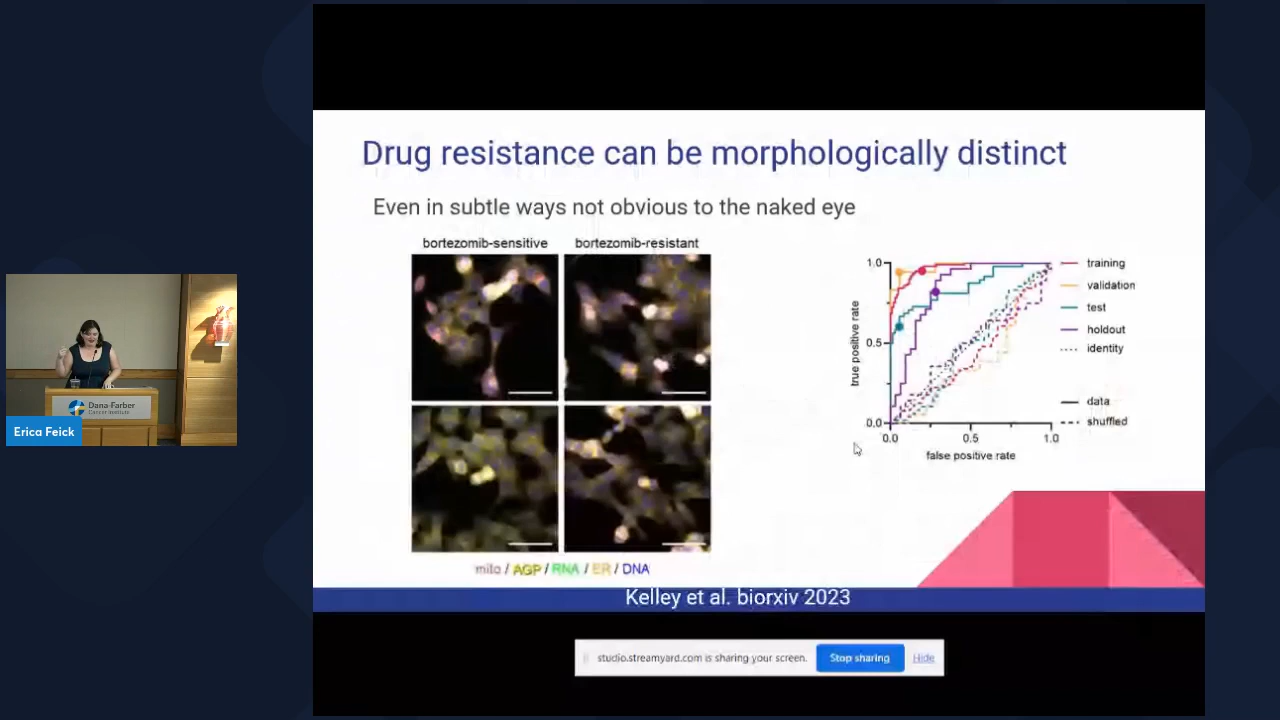 Drug resistance can be morphologically distinct
Even in subtle ways not obvious to the naked eye
bortezomib-sensitive
bortezomib-resistant
mito / AGP / RNA / ER / DNA
1.0
0.5
0.0
true positive rate
0.0
0.5
1.0
false positive rate
training
validation
test
holdout
identity
data
shuffled
Kelley et al. biorxiv 2023
Dana-Farber
Cancer Institute
Erica Feick
studio.streamyard.com is sharing your screen.
Stop sharing
Hide